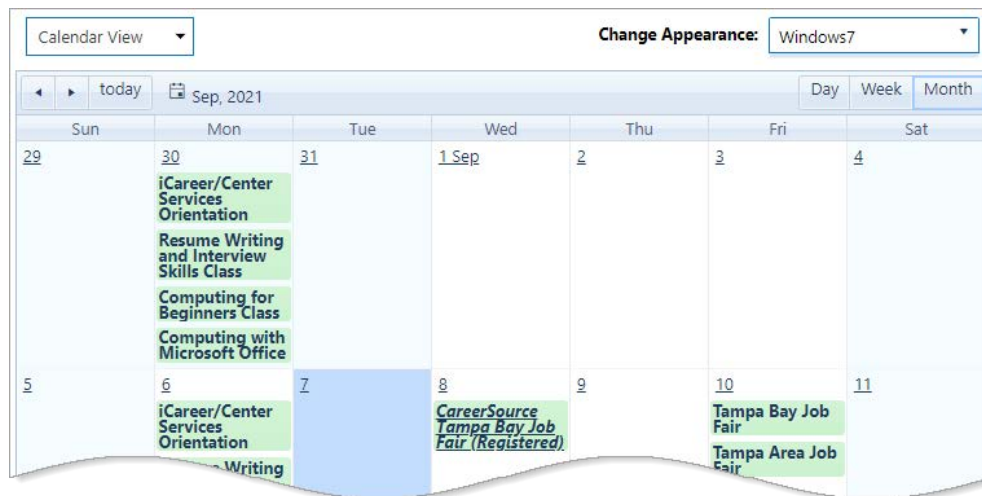 Calendar View
Change Appearance: Windows7
today Sep, 2021 Day Week Month
Sun Mon Tue Wed Thu Fri Sat
29 30 31 1 Sep 2 3 4
iCareer/Center
Services
Orientation
Resume Writing
and Interview
Skills Class
Computing for
Beginners Class
Computing with
Microsoft Office
5 6 7 8 9 10 11
iCareer/Center
Services
Orientation
Writing
CareerSource
Tampa Bay Job
Fair (Registered)
Tampa Bay Job
Fair
Tampa Area Job
Fair